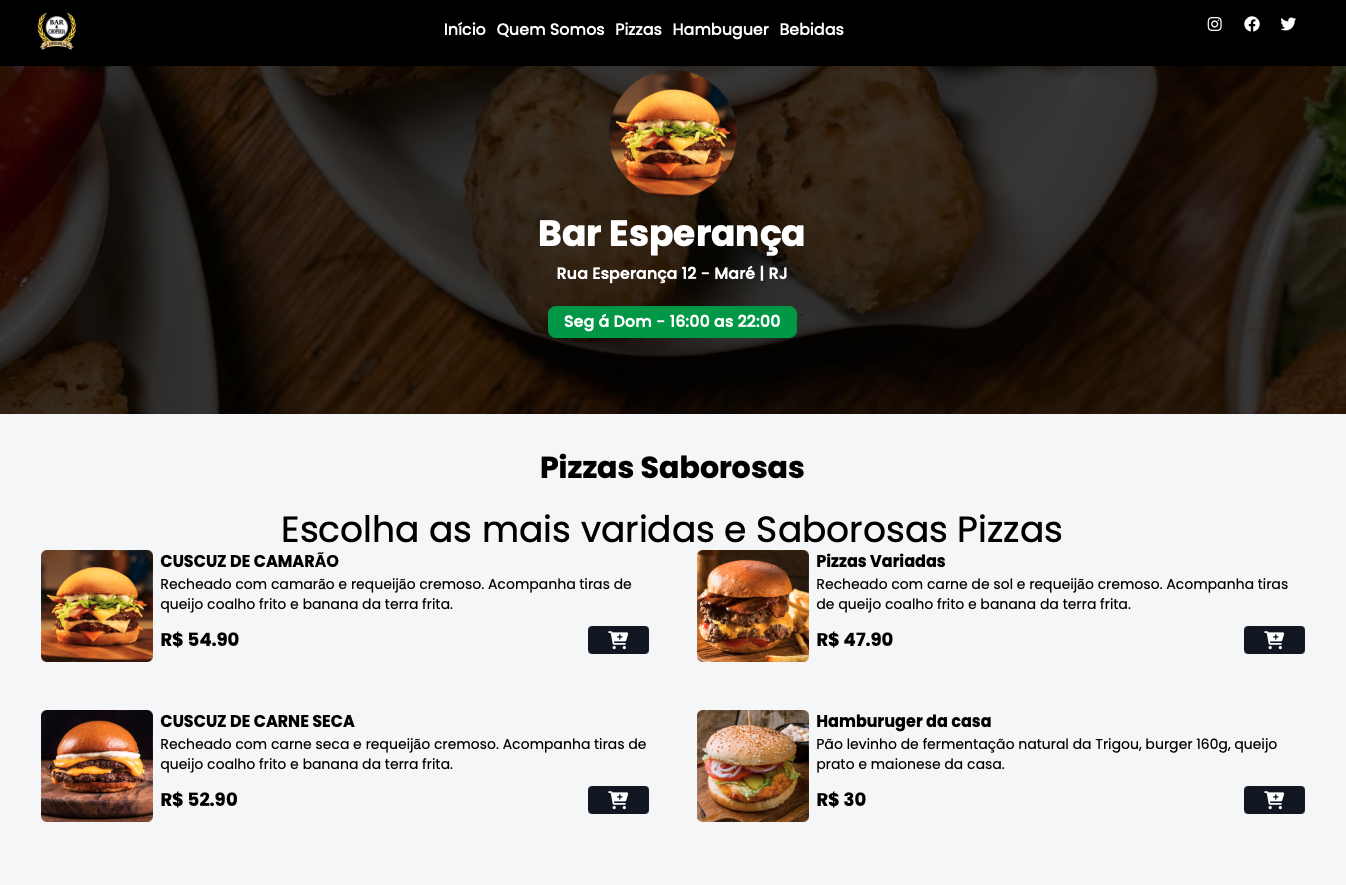 BAR
&
CHOPERIA
Início Quem Somos Pizzas Hambuguer Bebidas
Bar Esperança
Rua Esperança 12 - Maré | RJ
Seg á Dom - 16:00 as 22:00
Pizzas Saborosas
Escolha as mais varidas e Saborosas Pizzas
CUSCUZ DE CAMARÃO
Recheado com camarão e requeijão cremoso. Acompanha tiras de
queijo coalho frito e banana da terra frita.
R$ 54.90
Pizzas Variadas
Recheado com carne de sol e requeijão cremoso. Acompanha tiras
de queijo coalho frito e banana da terra frita.
R$ 47.90
CUSCUZ DE CARNE SECA
Recheado com carne seca e requeijão cremoso. Acompanha tiras de
queijo coalho frito e banana da terra frita.
R$ 52.90
Hamburuger da casa
Pão levinho de fermentação natural da Trigou, burger 160g, queijo
prato e maionese da casa.
R$ 30